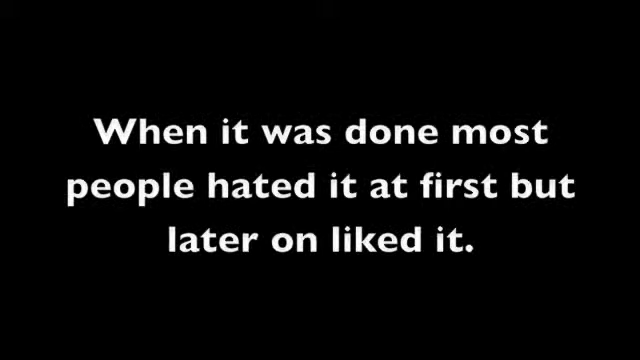 When it was done most
people hated it at first but
later on liked it.